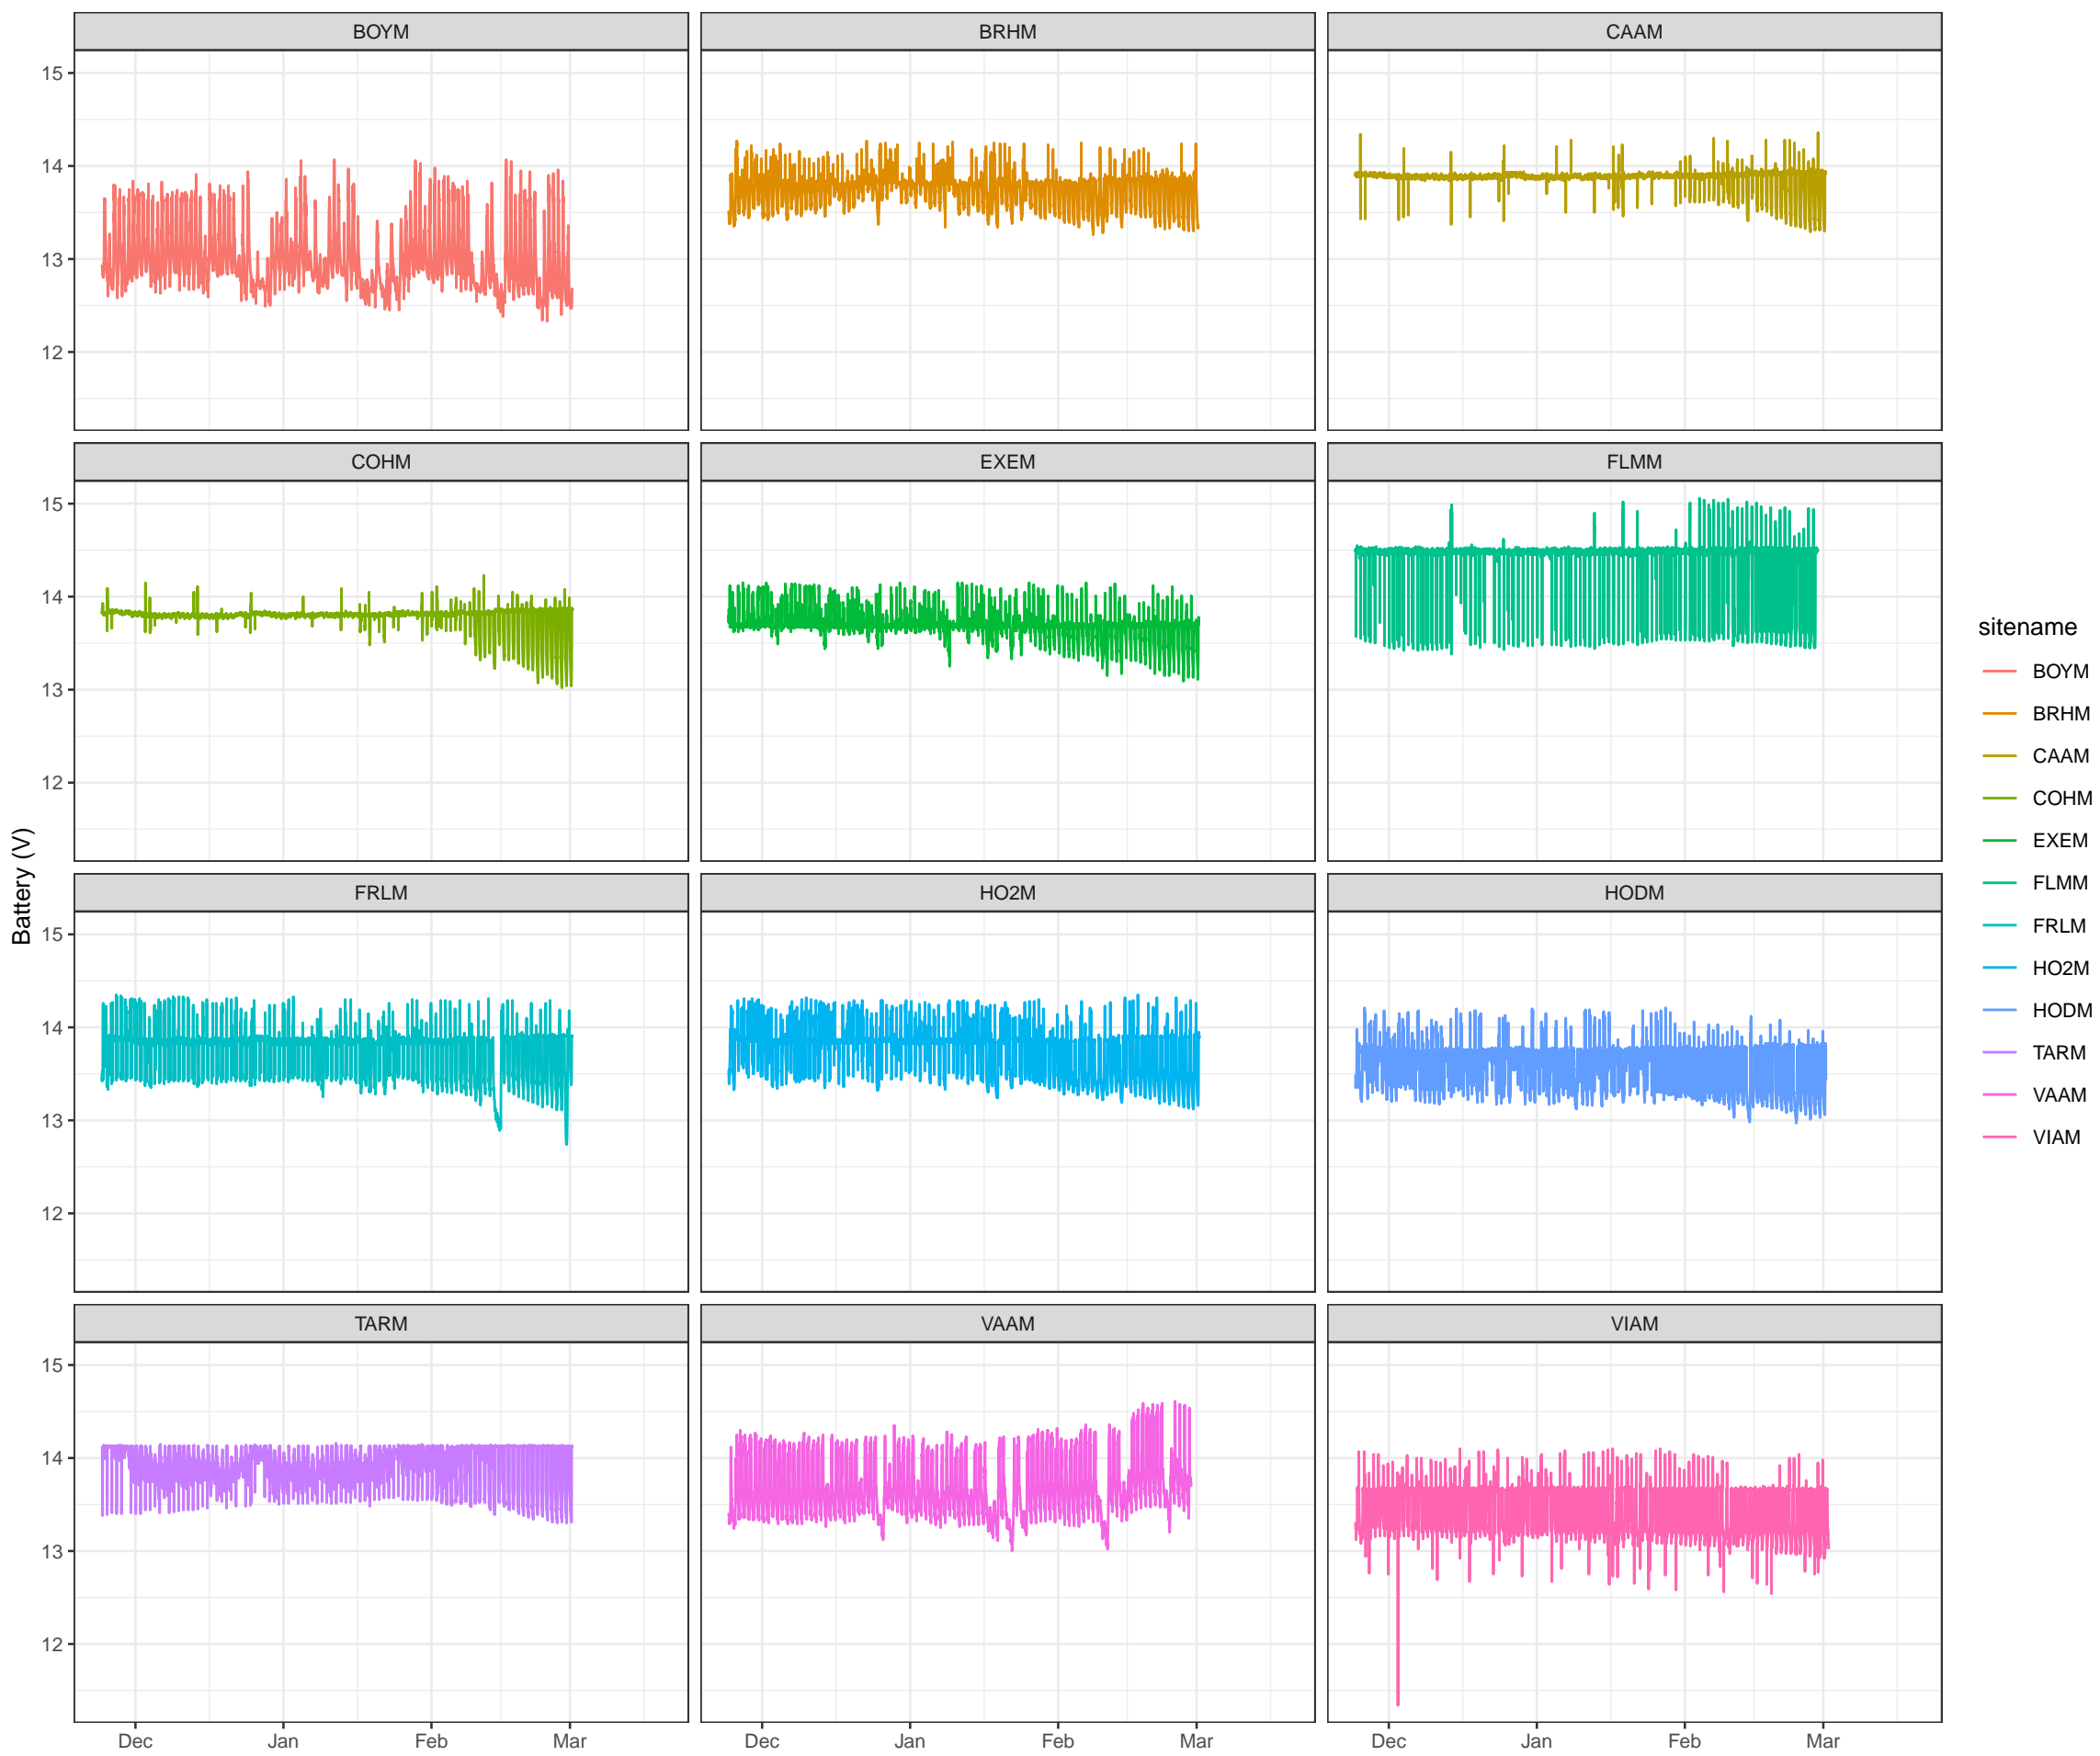 BOYM BRHM CAAM
15
14
13
12
COHM EXEM FLMM
15
14
13
12
FRLM HO2M HODM
15
14
13
12
TARM VAAM VIAM
15
14
13
12
Dec Jan Feb Mar Dec Jan Feb Mar Dec Jan Feb Mar
Battery (V)
sitename
BOYM
BRHM
CAAM
COHM
EXEM
FLMM
FRLM
HO2M
HODM
TARM
VAAM
VIAM